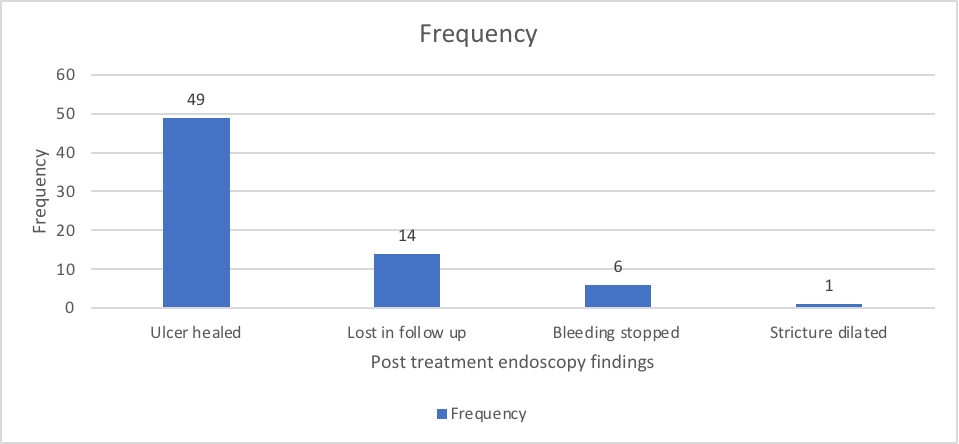 Frequency
60
50
40
30
20
10
0
Frequency
49
14
6
1
Ulcer healed
Lost in follow up
Bleeding stopped
Stricture dilated
Post treatment endoscopy findings
Frequency